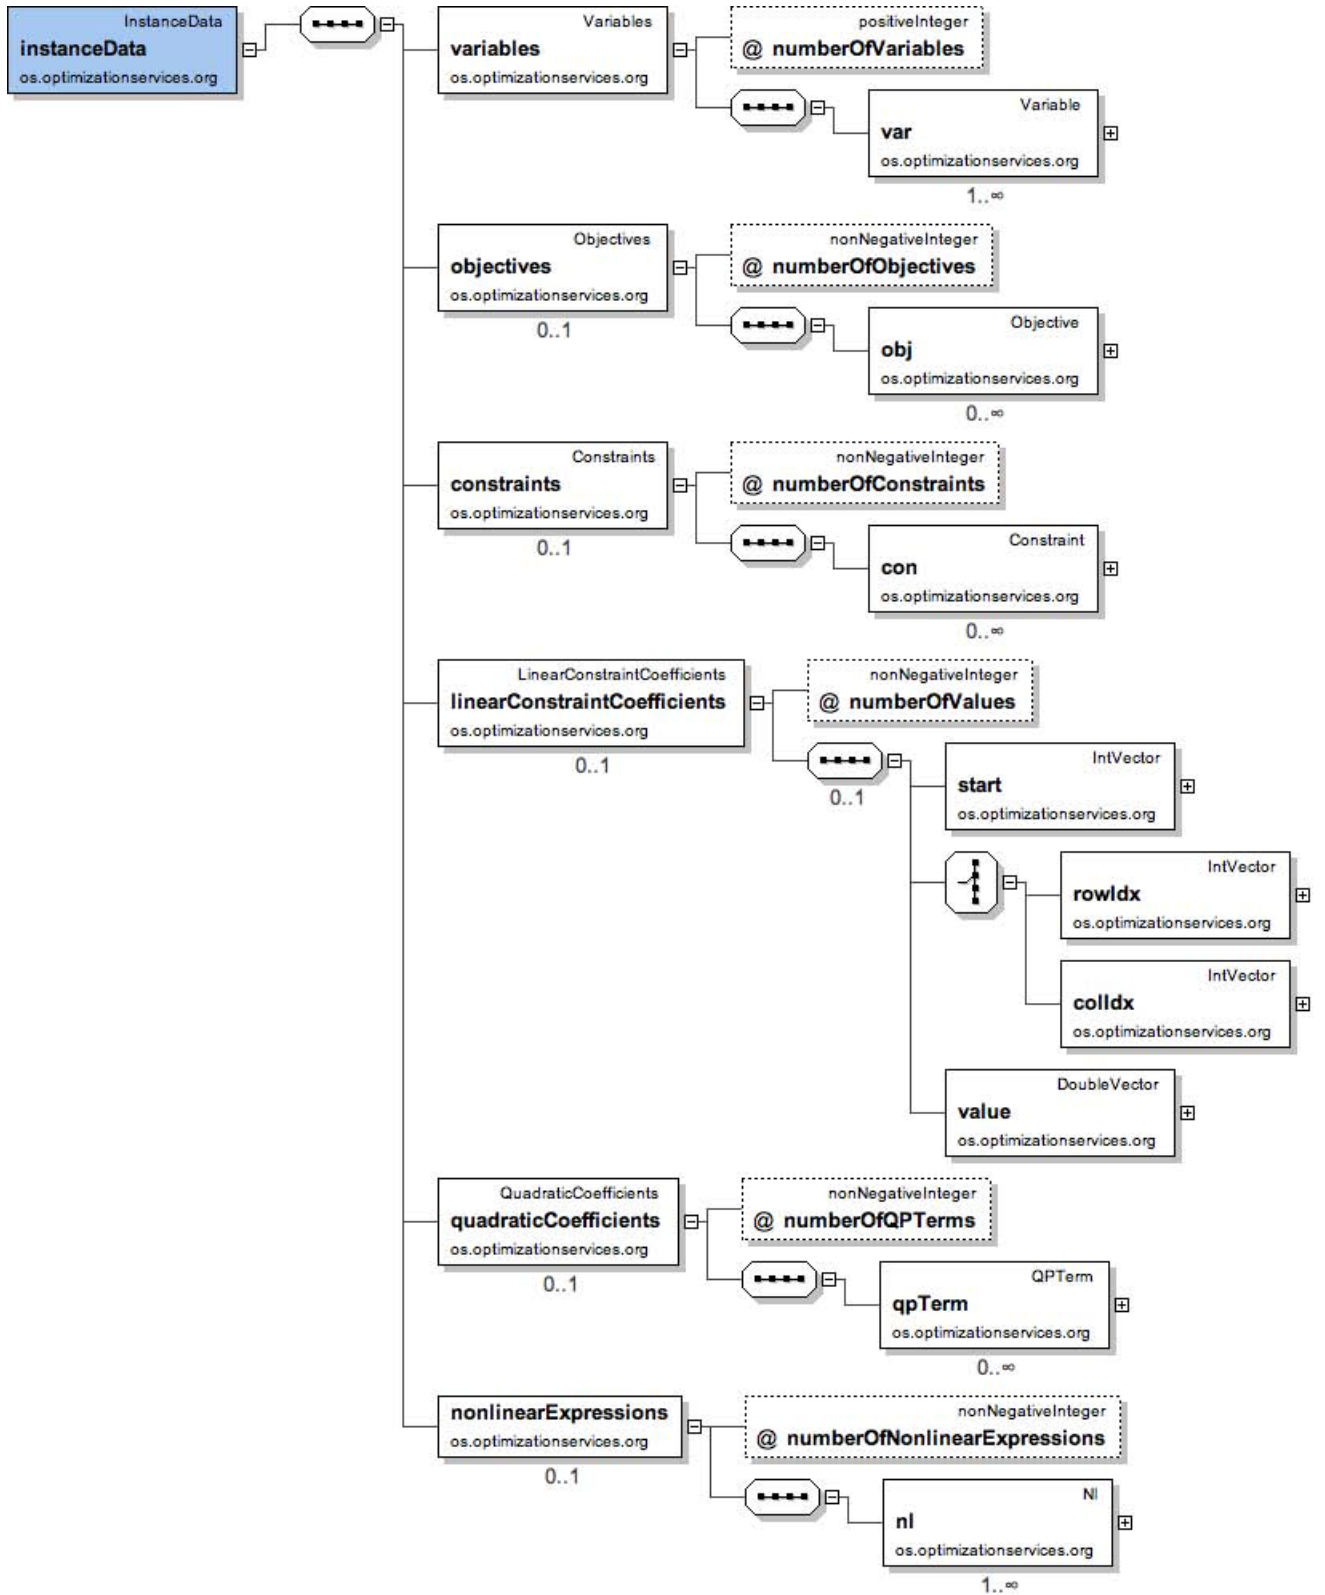 InstanceData
instanceData
os.optimizationservices.org
Variables
variables
os.optimizationservices.org
positiveInteger
@ numberOfVariables
Variable
var
os.optimizationservices.org
1..∞
Objectives
objectives
os.optimizationservices.org
0..1
nonNegativeInteger
@ numberOfObjectives
Objective
obj
os.optimizationservices.org
0..∞
Constraints
constraints
os.optimizationservices.org
0..1
nonNegativeInteger
@ numberOfConstraints
Constraint
con
os.optimizationservices.org
0..∞
LinearConstraintCoefficients
linearConstraintCoefficients
os.optimizationservices.org
0..1
nonNegativeInteger
@ numberOfValues
0..1
IntVector
start
os.optimizationservices.org
IntVector
rowIdx
os.optimizationservices.org
IntVector
colIdx
os.optimizationservices.org
DoubleVector
value
os.optimizationservices.org
QuadraticCoefficients
quadraticCoefficients
os.optimizationservices.org
0..1
nonNegativeInteger
@ numberOfQPTerms
QPTerm
qpTerm
os.optimizationservices.org
0..∞
nonlinearExpressions
os.optimizationservices.org
0..1
nonNegativeInteger
@ numberOfNonlinearExpressions
Nl
nl
os.optimizationservices.org
1..∞